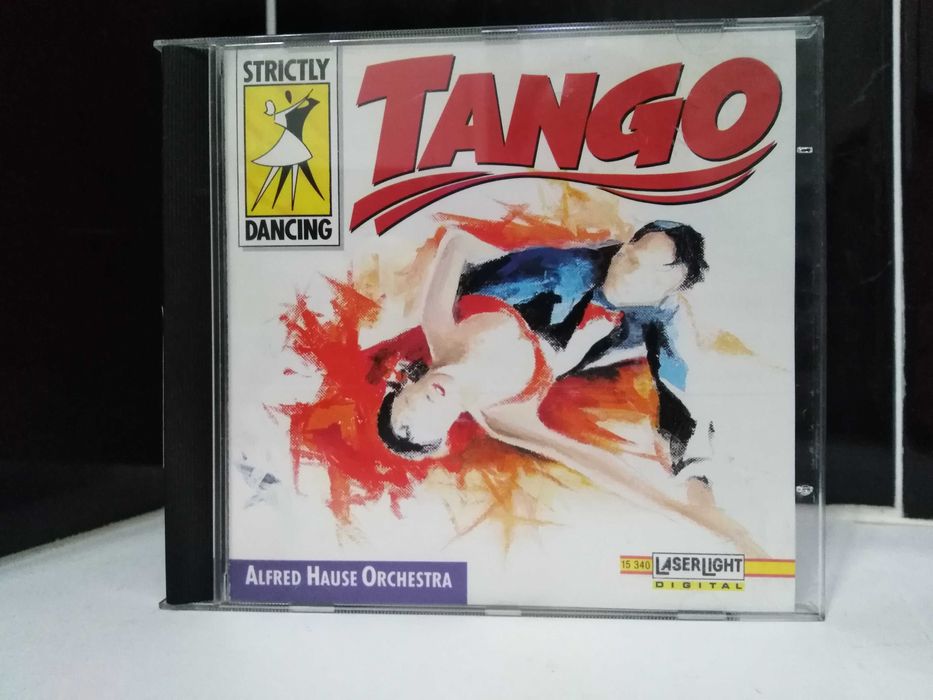 STRICTLY
DANCING
TANGO
ALFRED HAUSE ORCHESTRA
15 340 LASERLIGHT
DIGITAL